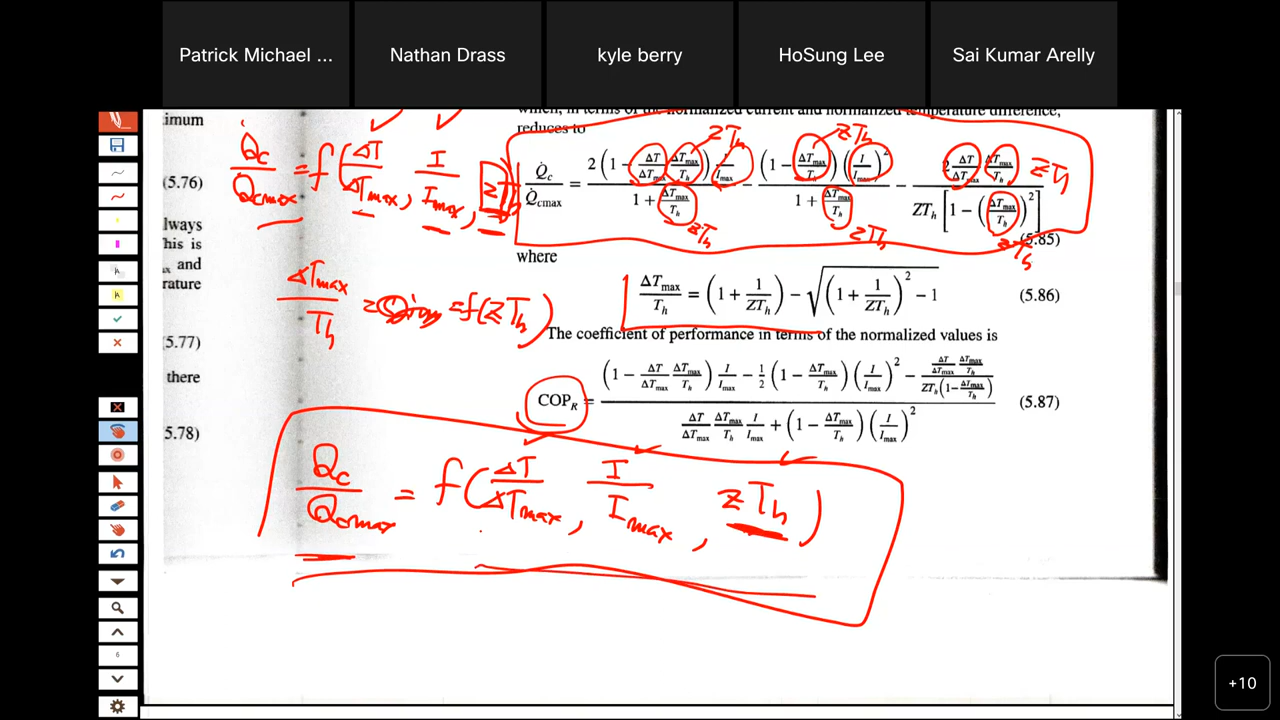 Patrick Michael ...
Nathan Drass
kyle berry
HoSung Lee
Sai Kumar Arelly
imum
(5.76)
lways
his is
and
rature
(5.77)
there
(5.78)
which, in terms of the normalized current and normalized temperature difference,
reduces to
Q̇c/Q̇cmax = 2(1 − ΔT/ΔTmax ΔTmax/Th) I/Imax / (1 + ΔTmax/Th) − (1 − ΔTmax/Th)(I/Imax)² / (1 + ΔTmax/Th) − 2 ΔT/ΔTmax ΔTmax/Th / ZTh[1 − (ΔTmax/Th)²]
(5.85)
where
ΔTmax/Th = (1 + 1/ZTh) − √((1 + 1/ZTh)² − 1) (5.86)
The coefficient of performance in terms of the normalized values is
COPR = ((1 − ΔT/ΔTmax ΔTmax/Th) I/Imax − 1/2 (1 − ΔTmax/Th)(I/Imax)² − ΔT/ΔTmax ΔTmax/Th / ZTh(1 − ΔTmax/Th)) / (ΔT/ΔTmax ΔTmax/Th I/Imax + (1 − ΔTmax/Th)(I/Imax)²) (5.87)
Q̇c/Q̇cmax = f(ΔT/ΔTmax, I/Imax,
ZTh
ZTh
ZTh
ZTh
ZTh
ZTh
ΔTmax/Th = f(ZTh)
Qc/Qcmax = f(ΔT/ΔTmax, I/Imax, ZTh)
6
+10